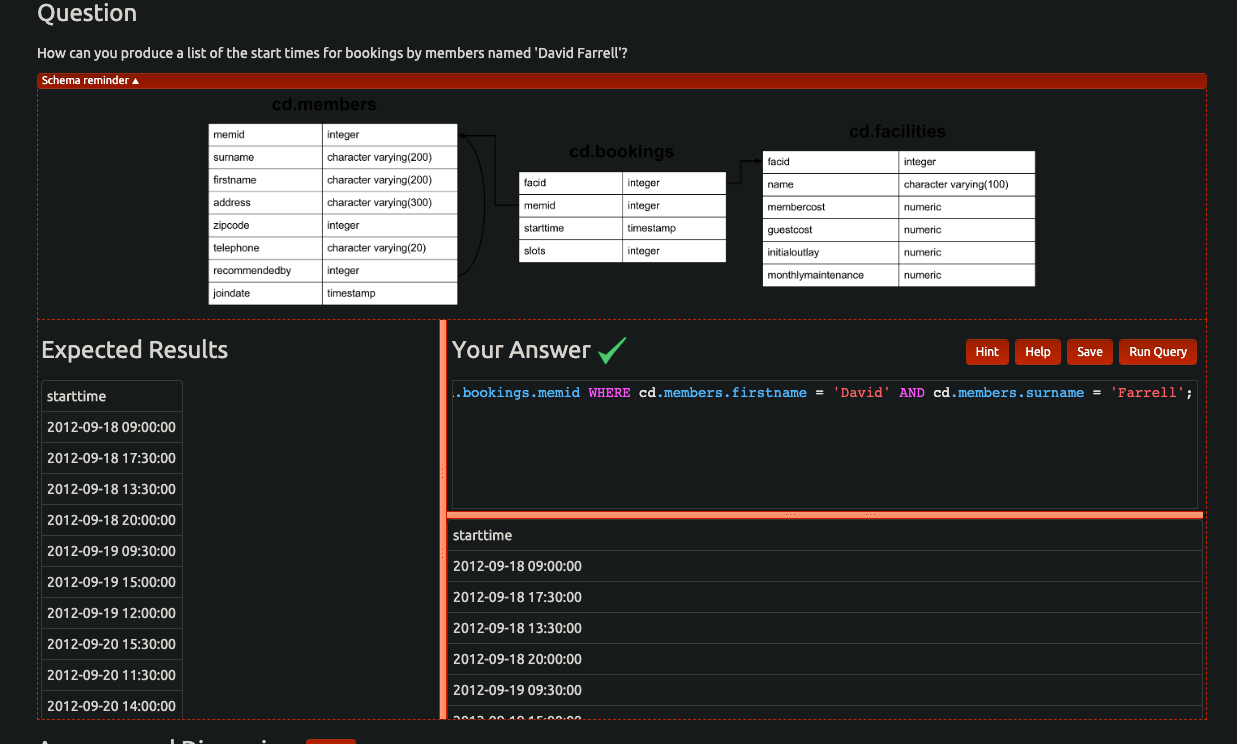 Question
How can you produce a list of the start times for bookings by members named 'David Farrell'?
Schema reminder ▲
cd.members
memid integer
surname character varying(200)
firstname character varying(200)
address character varying(300)
zipcode integer
telephone character varying(20)
recommendedby integer
joindate timestamp
cd.bookings
facid integer
memid integer
starttime timestamp
slots integer
cd.facilities
facid integer
name character varying(100)
membercost numeric
guestcost numeric
initialoutlay numeric
monthlymaintenance numeric
Expected Results
starttime
2012-09-18 09:00:00
2012-09-18 17:30:00
2012-09-18 13:30:00
2012-09-18 20:00:00
2012-09-19 09:30:00
2012-09-19 15:00:00
2012-09-19 12:00:00
2012-09-20 15:30:00
2012-09-20 11:30:00
2012-09-20 14:00:00
Your Answer
Hint Help Save Run Query
.bookings.memid WHERE cd.members.firstname = 'David' AND cd.members.surname = 'Farrell';
starttime
2012-09-18 09:00:00
2012-09-18 17:30:00
2012-09-18 13:30:00
2012-09-18 20:00:00
2012-09-19 09:30:00